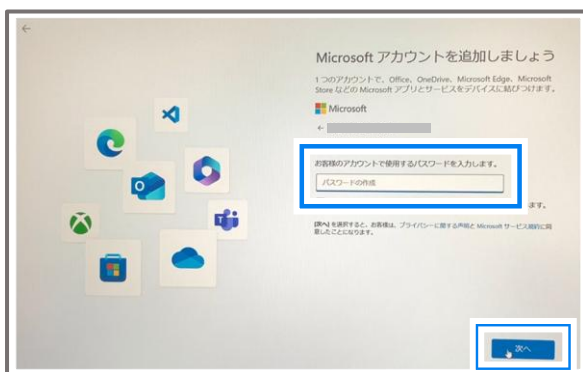 Microsoft アカウントを追加しましょう
1つのアカウントで、Office、OneDrive、Microsoft Edge、Microsoft
Store などの Microsoft アプリとサービスをデバイスに結びつけます。
Microsoft
お客様のアカウントで使用するパスワードを入力します。
パスワードの作成
ます。
[次へ] を選択すると、お客様は、プライバシーに関する声明と Microsoft サービス規約に同
意したことになります。
次へ